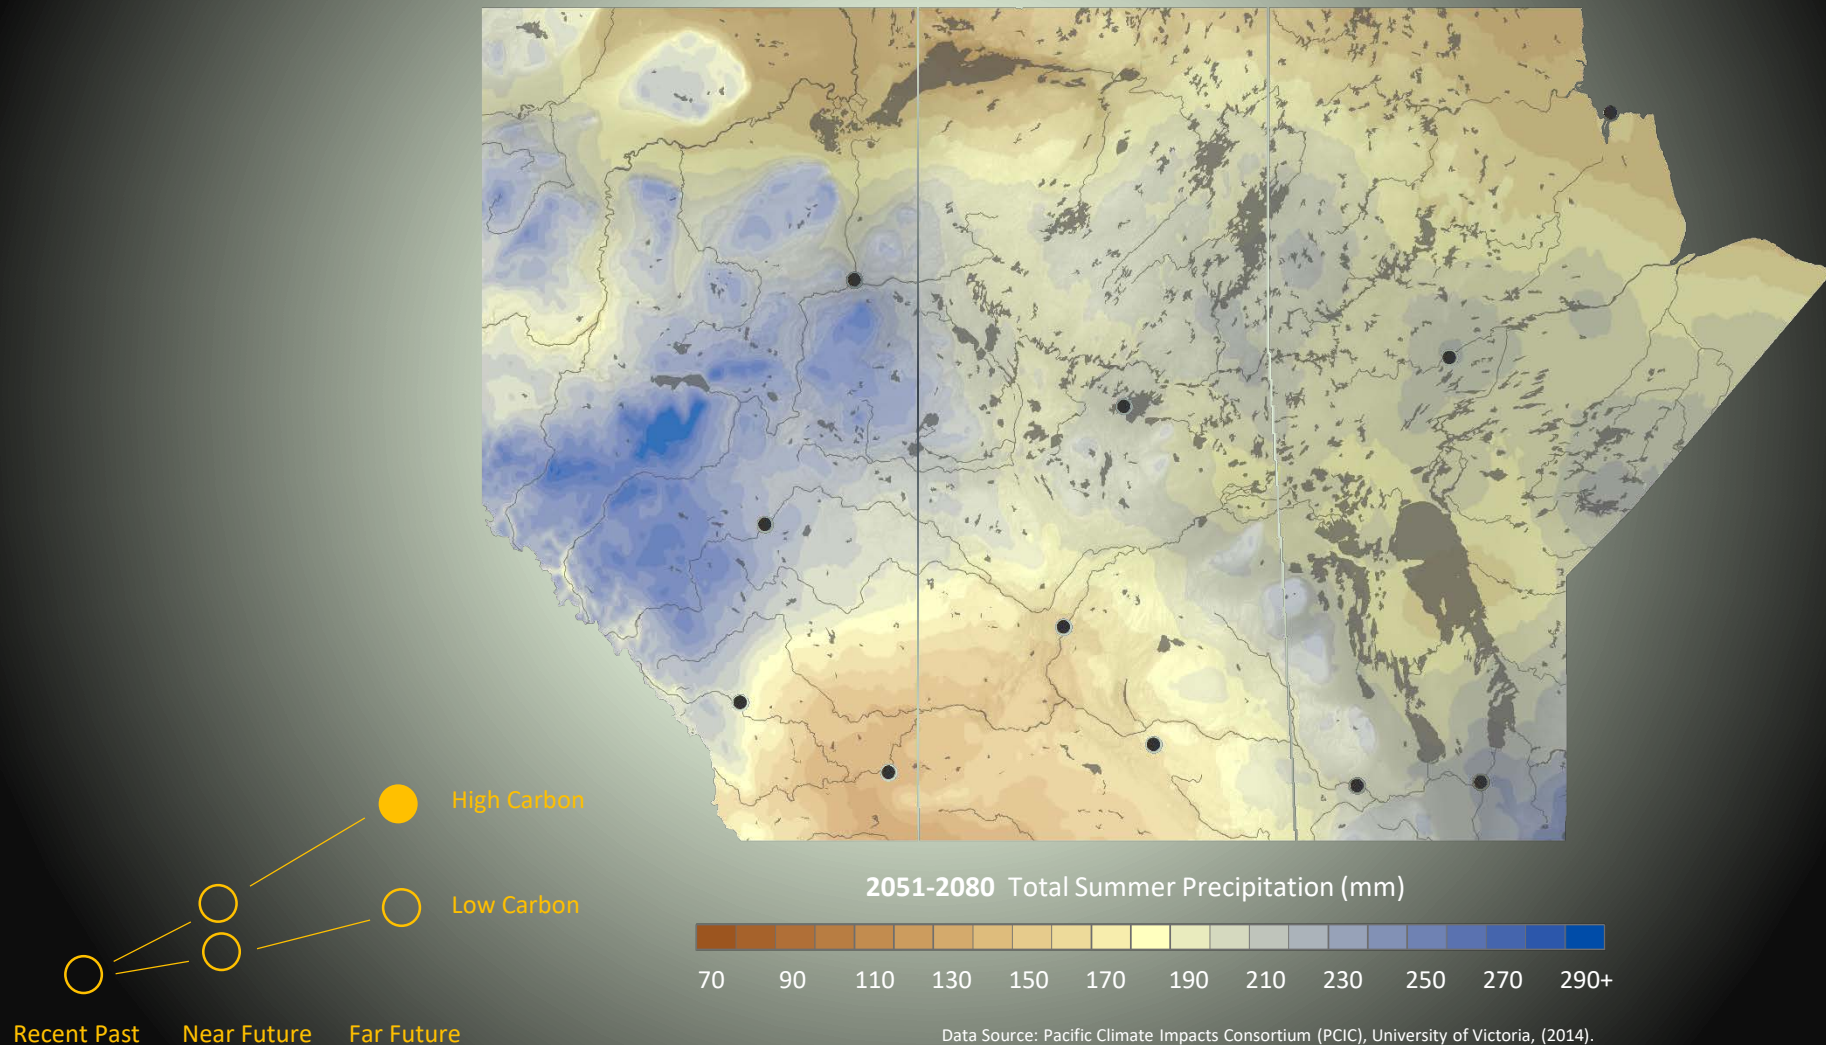 High Carbon
Low Carbon
2051-2080 Total Summer Precipitation (mm)
70 90 110 130 150 170 190 210 230 250 270 290+
Recent Past Near Future Far Future
Data Source: Pacific Climate Impacts Consortium (PCIC), University of Victoria, (2014).